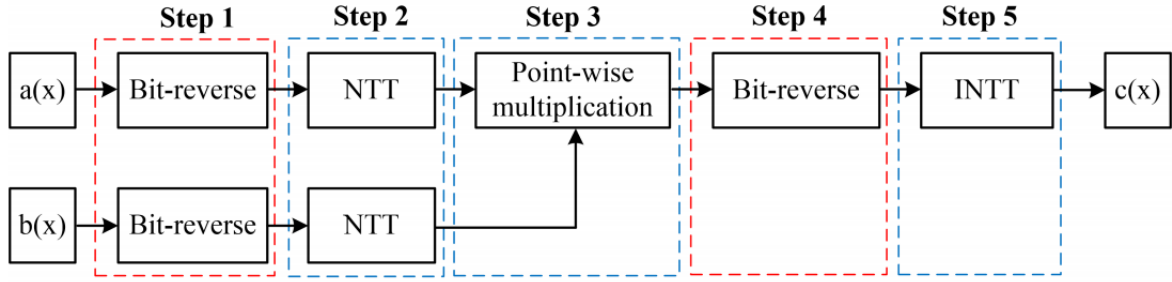 Step 1 Step 2 Step 3 Step 4 Step 5
a(x) Bit-reverse NTT Point-wise multiplication Bit-reverse INTT c(x)
b(x) Bit-reverse NTT